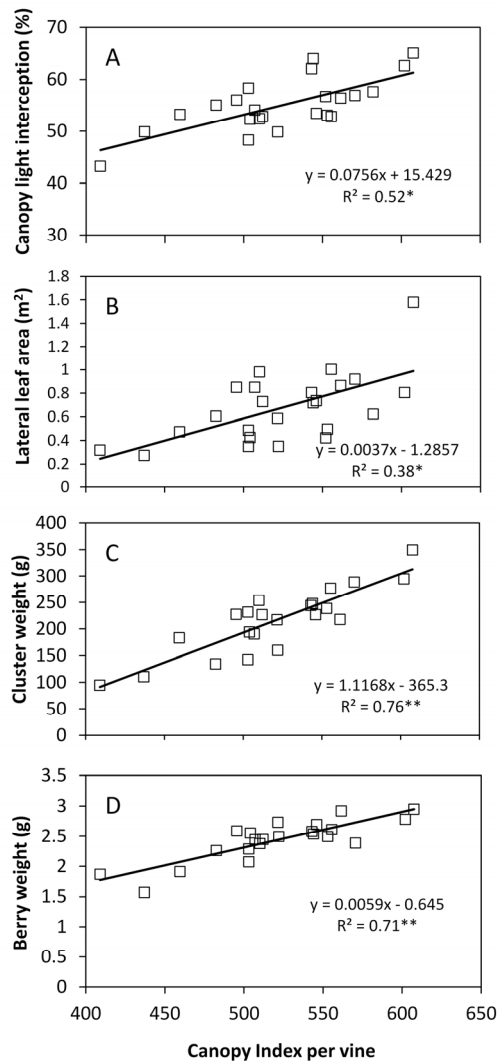 70
60
50
40
30
Canopy light interception (%)
A
y = 0.0756x + 15.429
R² = 0.52*
1.8
1.6
1.4
1.2
1
0.8
0.6
0.4
0.2
0
Lateral leaf area (m²)
B
y = 0.0037x - 1.2857
R² = 0.38*
400
350
300
250
200
150
100
50
0
Cluster weight (g)
C
y = 1.1168x - 365.3
R² = 0.76**
3.5
3
2.5
2
1.5
1
0.5
0
Berry weight (g)
D
y = 0.0059x - 0.645
R² = 0.71**
400 450 500 550 600 650
Canopy Index per vine